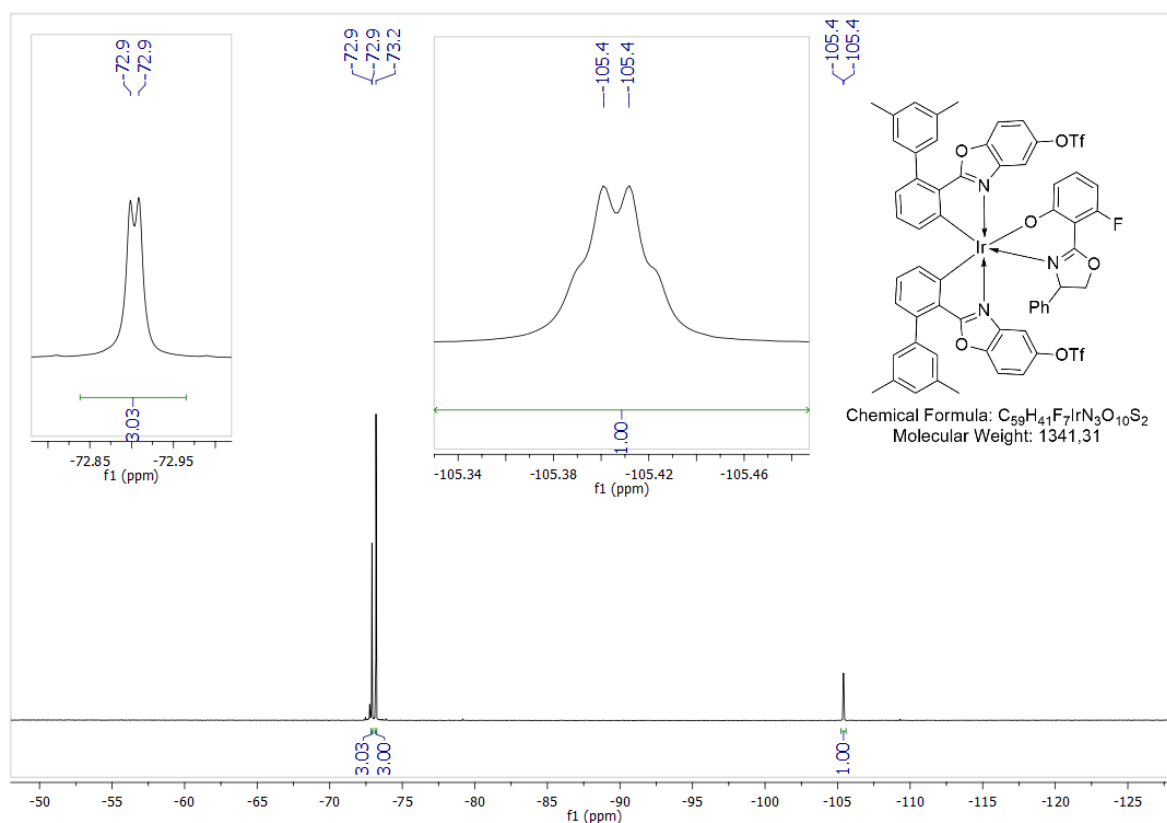 -72.9
-72.9
-72.9
-72.9
-73.2
-105.4
-105.4
-105.4
-105.4
3.03
-72.85
-72.95
f1 (ppm)
1.00
-105.34
-105.38
-105.42
-105.46
f1 (ppm)
O
OTf
N
O
F
Ir
N
O
Ph
N
O
OTf
Chemical Formula: C₅₉H₄₁F₇IrN₃O₁₀S₂
Molecular Weight: 1341,31
3.03
3.00
1.00
-50
-55
-60
-65
-70
-75
-80
-85
-90
-95
-100
-105
-110
-115
-120
-125
f1 (ppm)